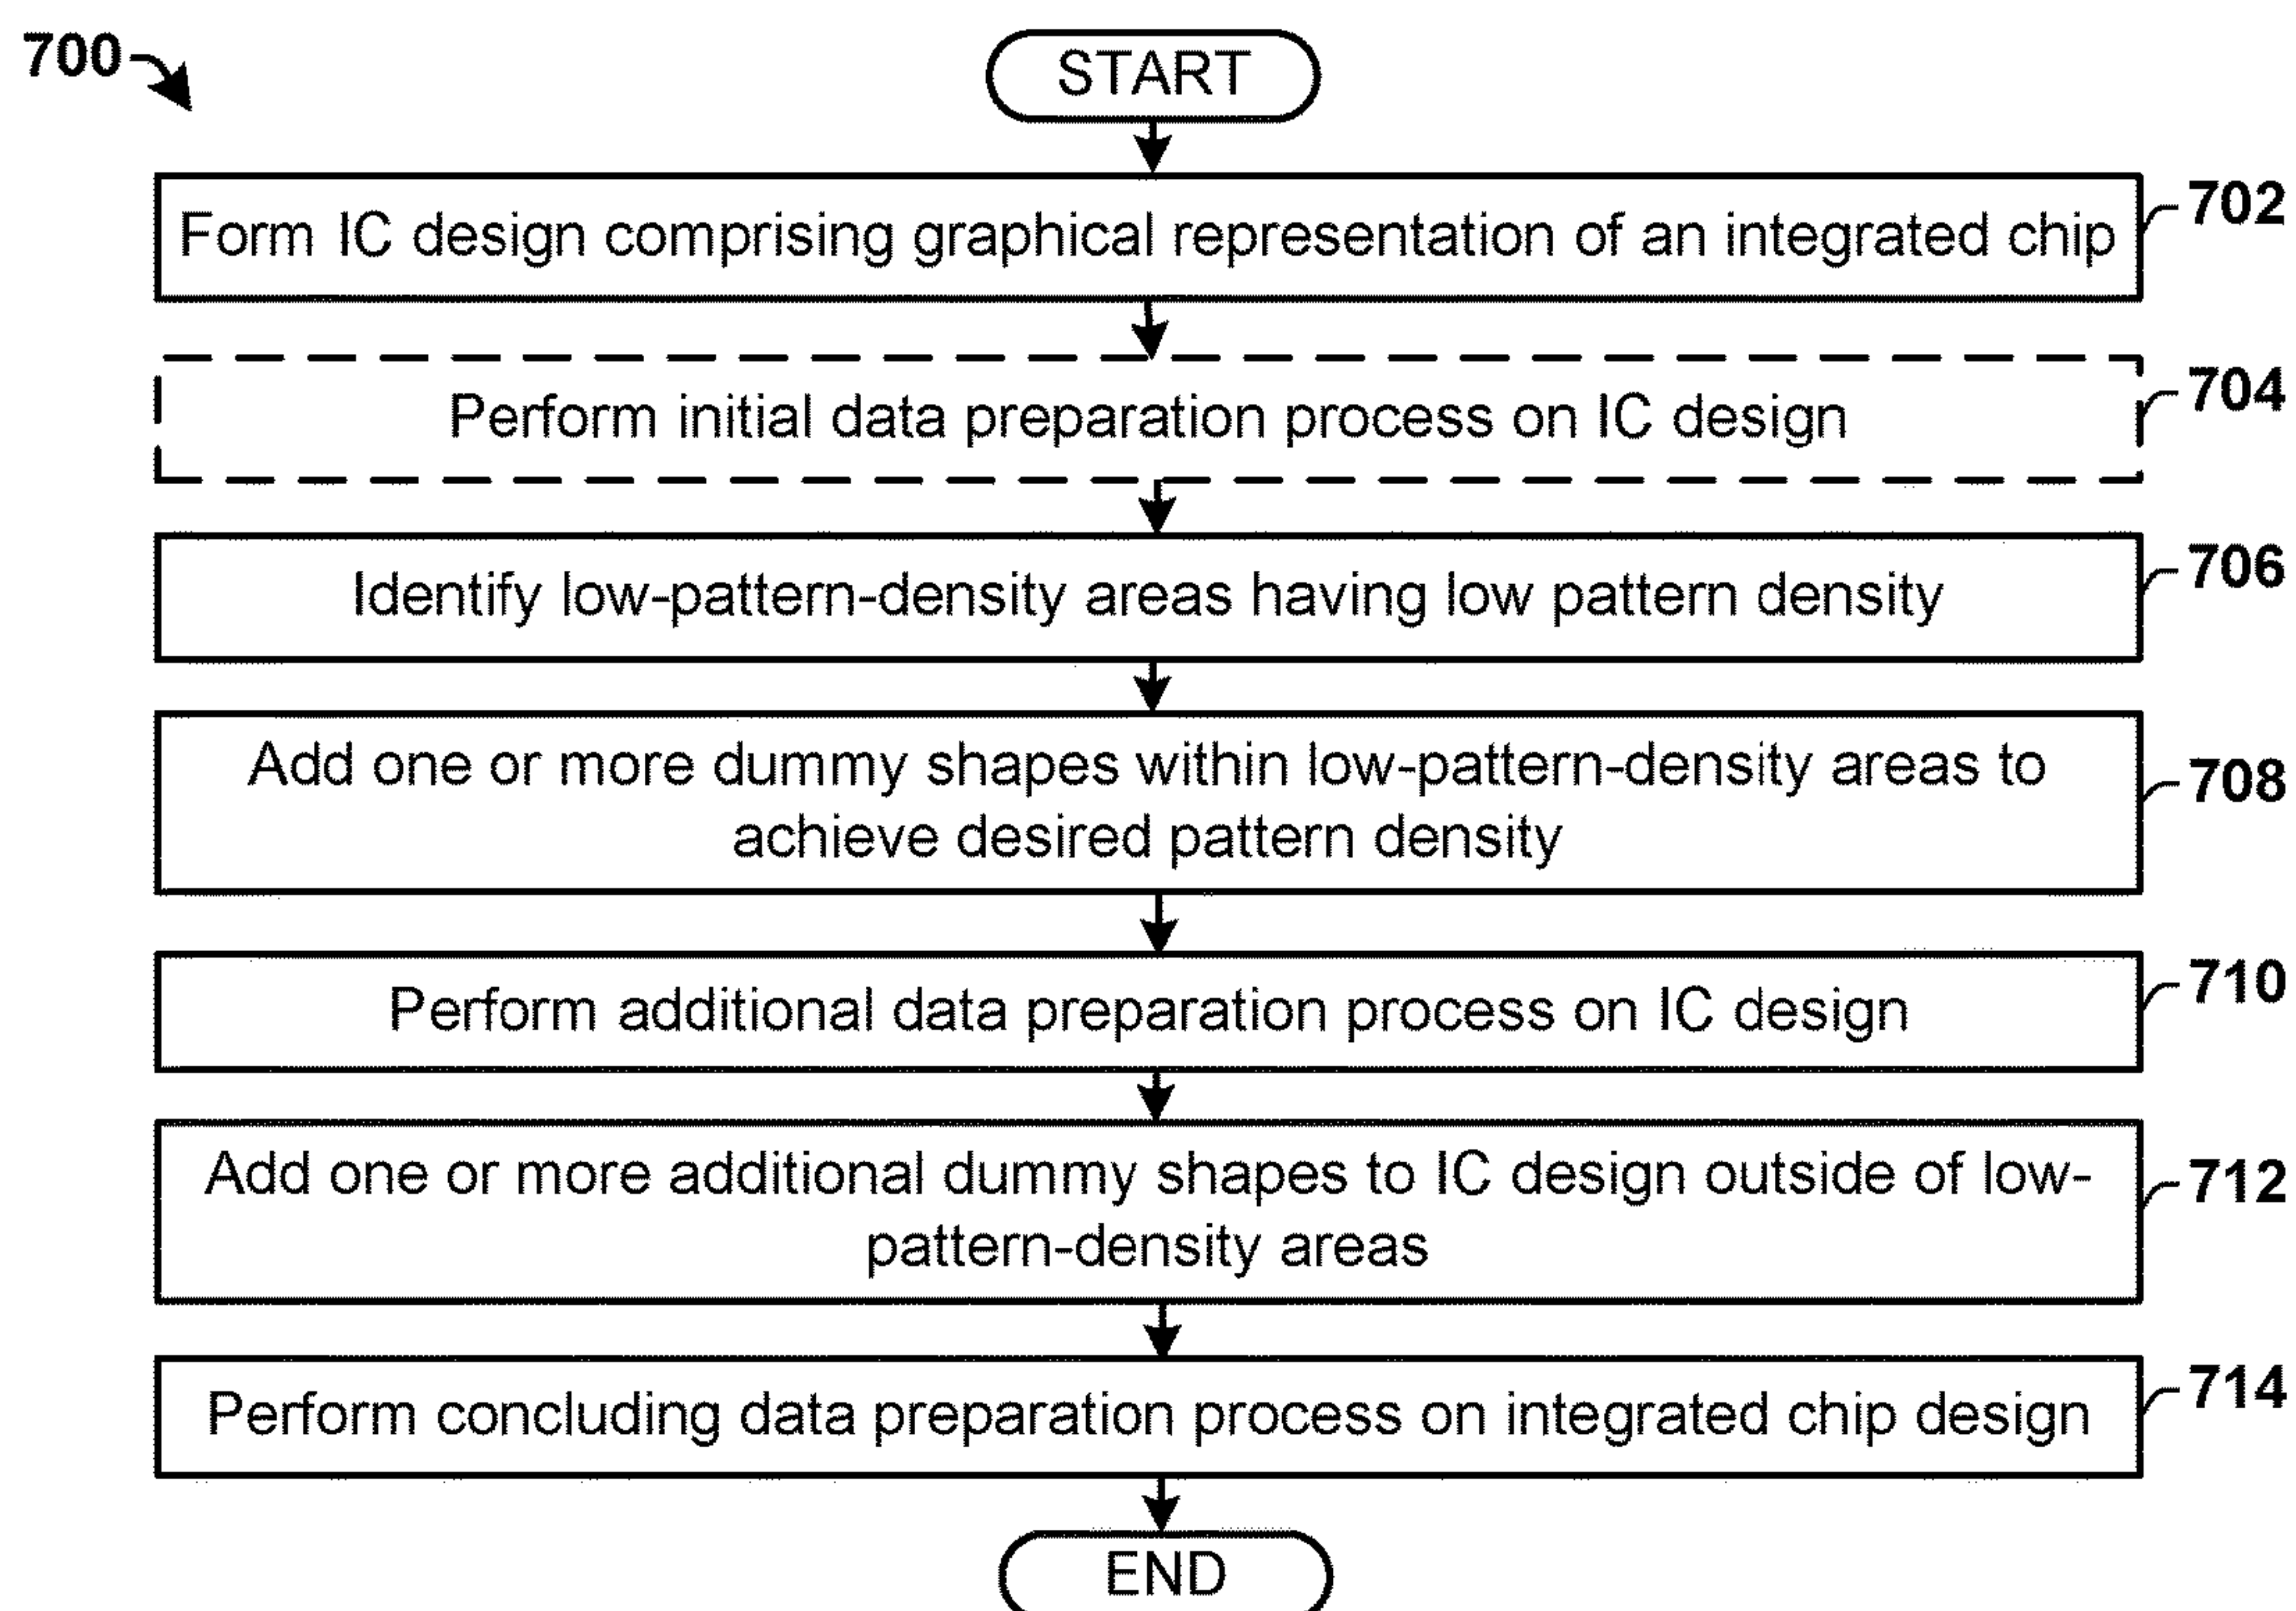 700
START
Form IC design comprising graphical representation of an integrated chip
702
Perform initial data preparation process on IC design
704
Identify low-pattern-density areas having low pattern density
706
Add one or more dummy shapes within low-pattern-density areas to
achieve desired pattern density
708
Perform additional data preparation process on IC design
710
Add one or more additional dummy shapes to IC design outside of low-
pattern-density areas
712
Perform concluding data preparation process on integrated chip design
714
END